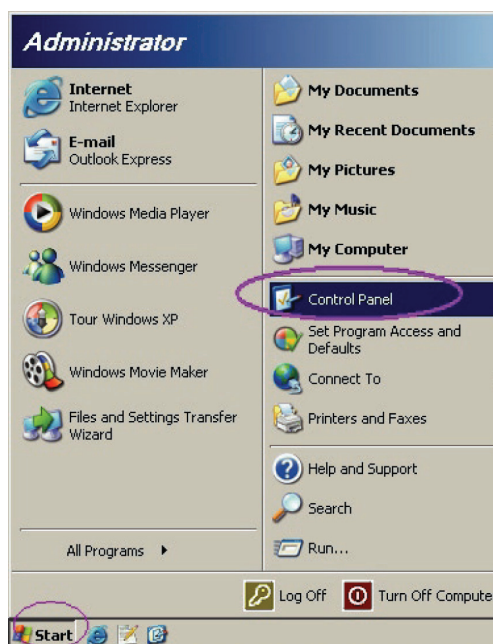 Administrator
Internet
Internet Explorer
E-mail
Outlook Express
Windows Media Player
Windows Messenger
Tour Windows XP
Windows Movie Maker
Files and Settings Transfer
Wizard
All Programs
My Documents
My Recent Documents
My Pictures
My Music
My Computer
Control Panel
Set Program Access and
Defaults
Connect To
Printers and Faxes
Help and Support
Search
Run...
Log Off
Turn Off Compute
Start